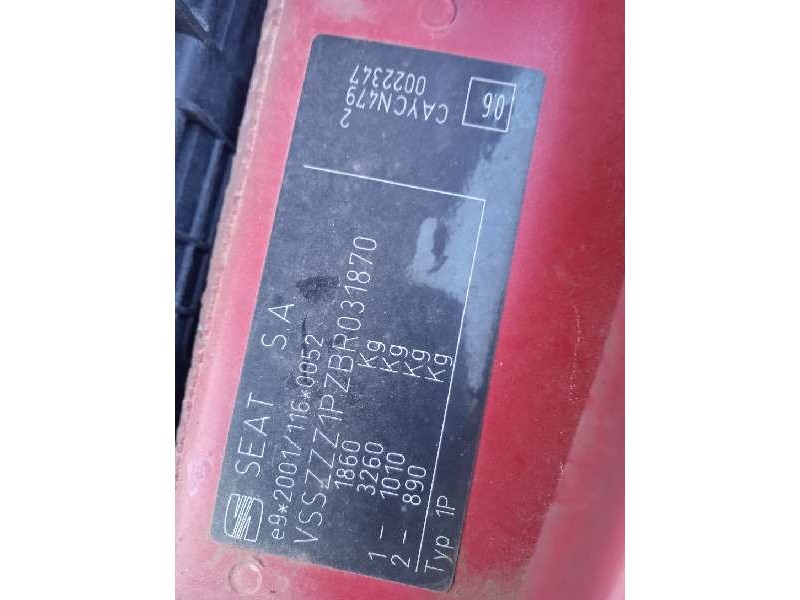 SEAT S.A
e9*2001/116*0052
VSSZZZ1PZBR031870
1860 Kg
3260 Kg
1 - 1010 Kg
2 - 890 Kg
Typ 1P
2
CAYCN479
0022347
06